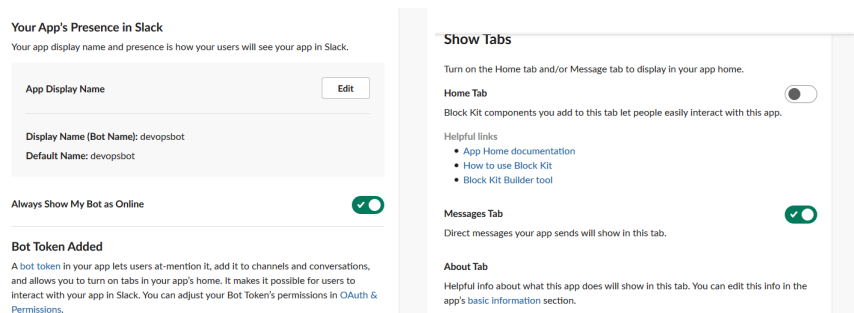 Your App's Presence in Slack
Your app display name and presence is how your users will see your app in Slack.
App Display Name
Edit
Display Name (Bot Name): devopsbot
Default Name: devopsbot
Always Show My Bot as Online
Bot Token Added
A bot token in your app lets users at-mention it, add it to channels and conversations,
and allows you to turn on tabs in your app's home. It makes it possible for users to
interact with your app in Slack. You can adjust your Bot Token's permissions in OAuth &
Permissions.
Show Tabs
Turn on the Home tab and/or Message tab to display in your app home.
Home Tab
Block Kit components you add to this tab let people easily interact with this app.
Helpful links
• App Home documentation
• How to use Block Kit
• Block Kit Builder tool
Messages Tab
Direct messages your app sends will show in this tab.
About Tab
Helpful info about what this app does will show in this tab. You can edit this info in the
app's basic information section.